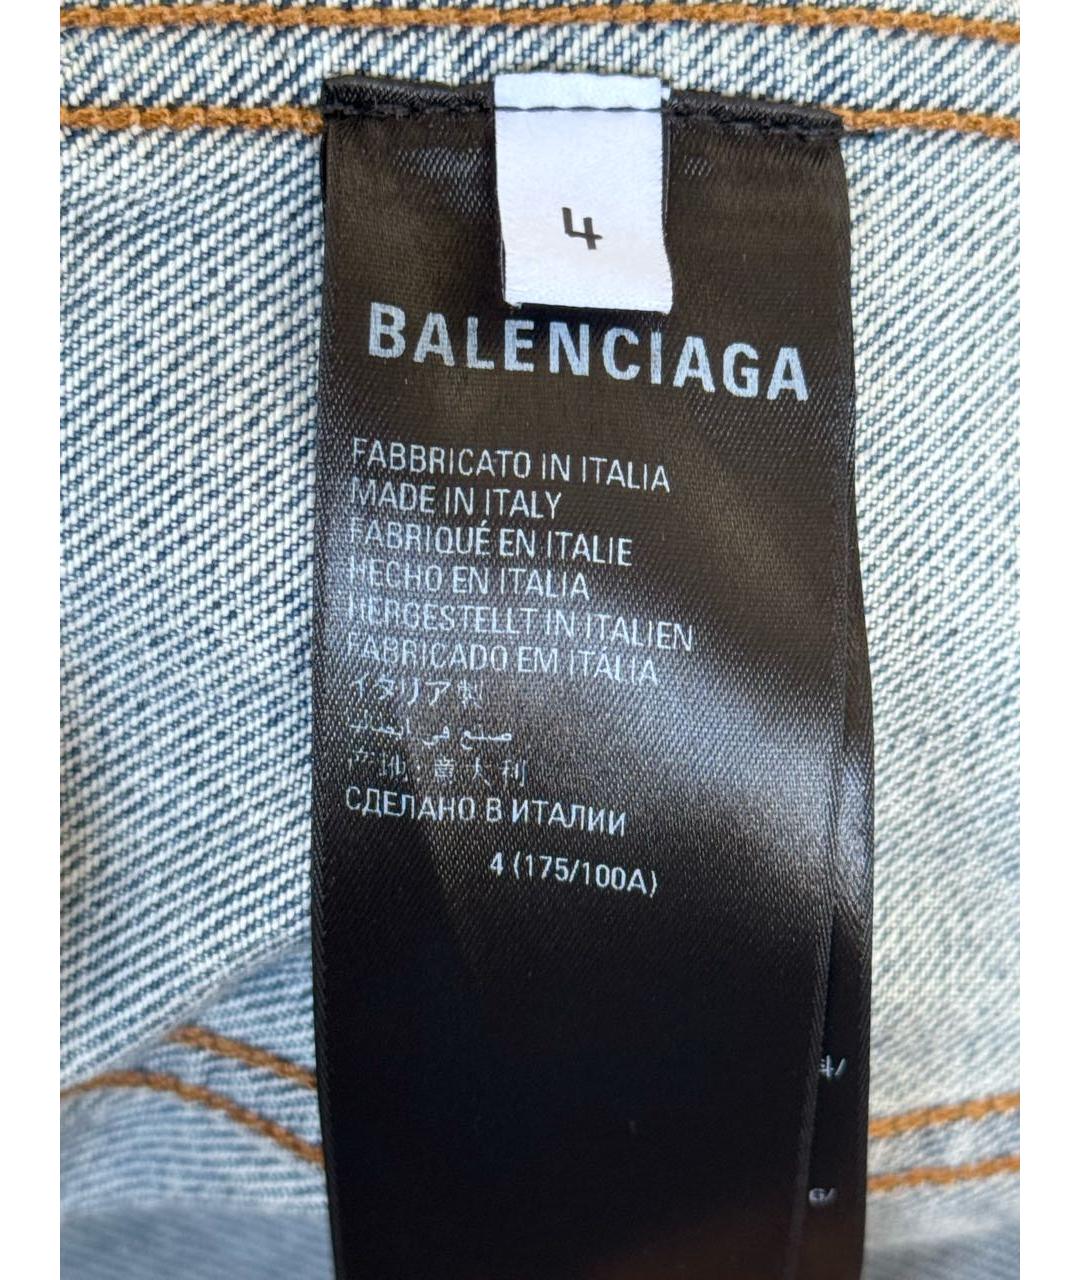 4
BALENCIAGA
FABBRICATO IN ITALIA
MADE IN ITALY
FABRIQUÉ EN ITALIE
HECHO EN ITALIA
HERGESTELLT IN ITALIEN
FABRICADO EM ITÁLIA
イタリア製
صنع في ايطاليا
产地: 意大利
СДЕЛАНО В ИТАЛИИ
4 (175/100A)
G/